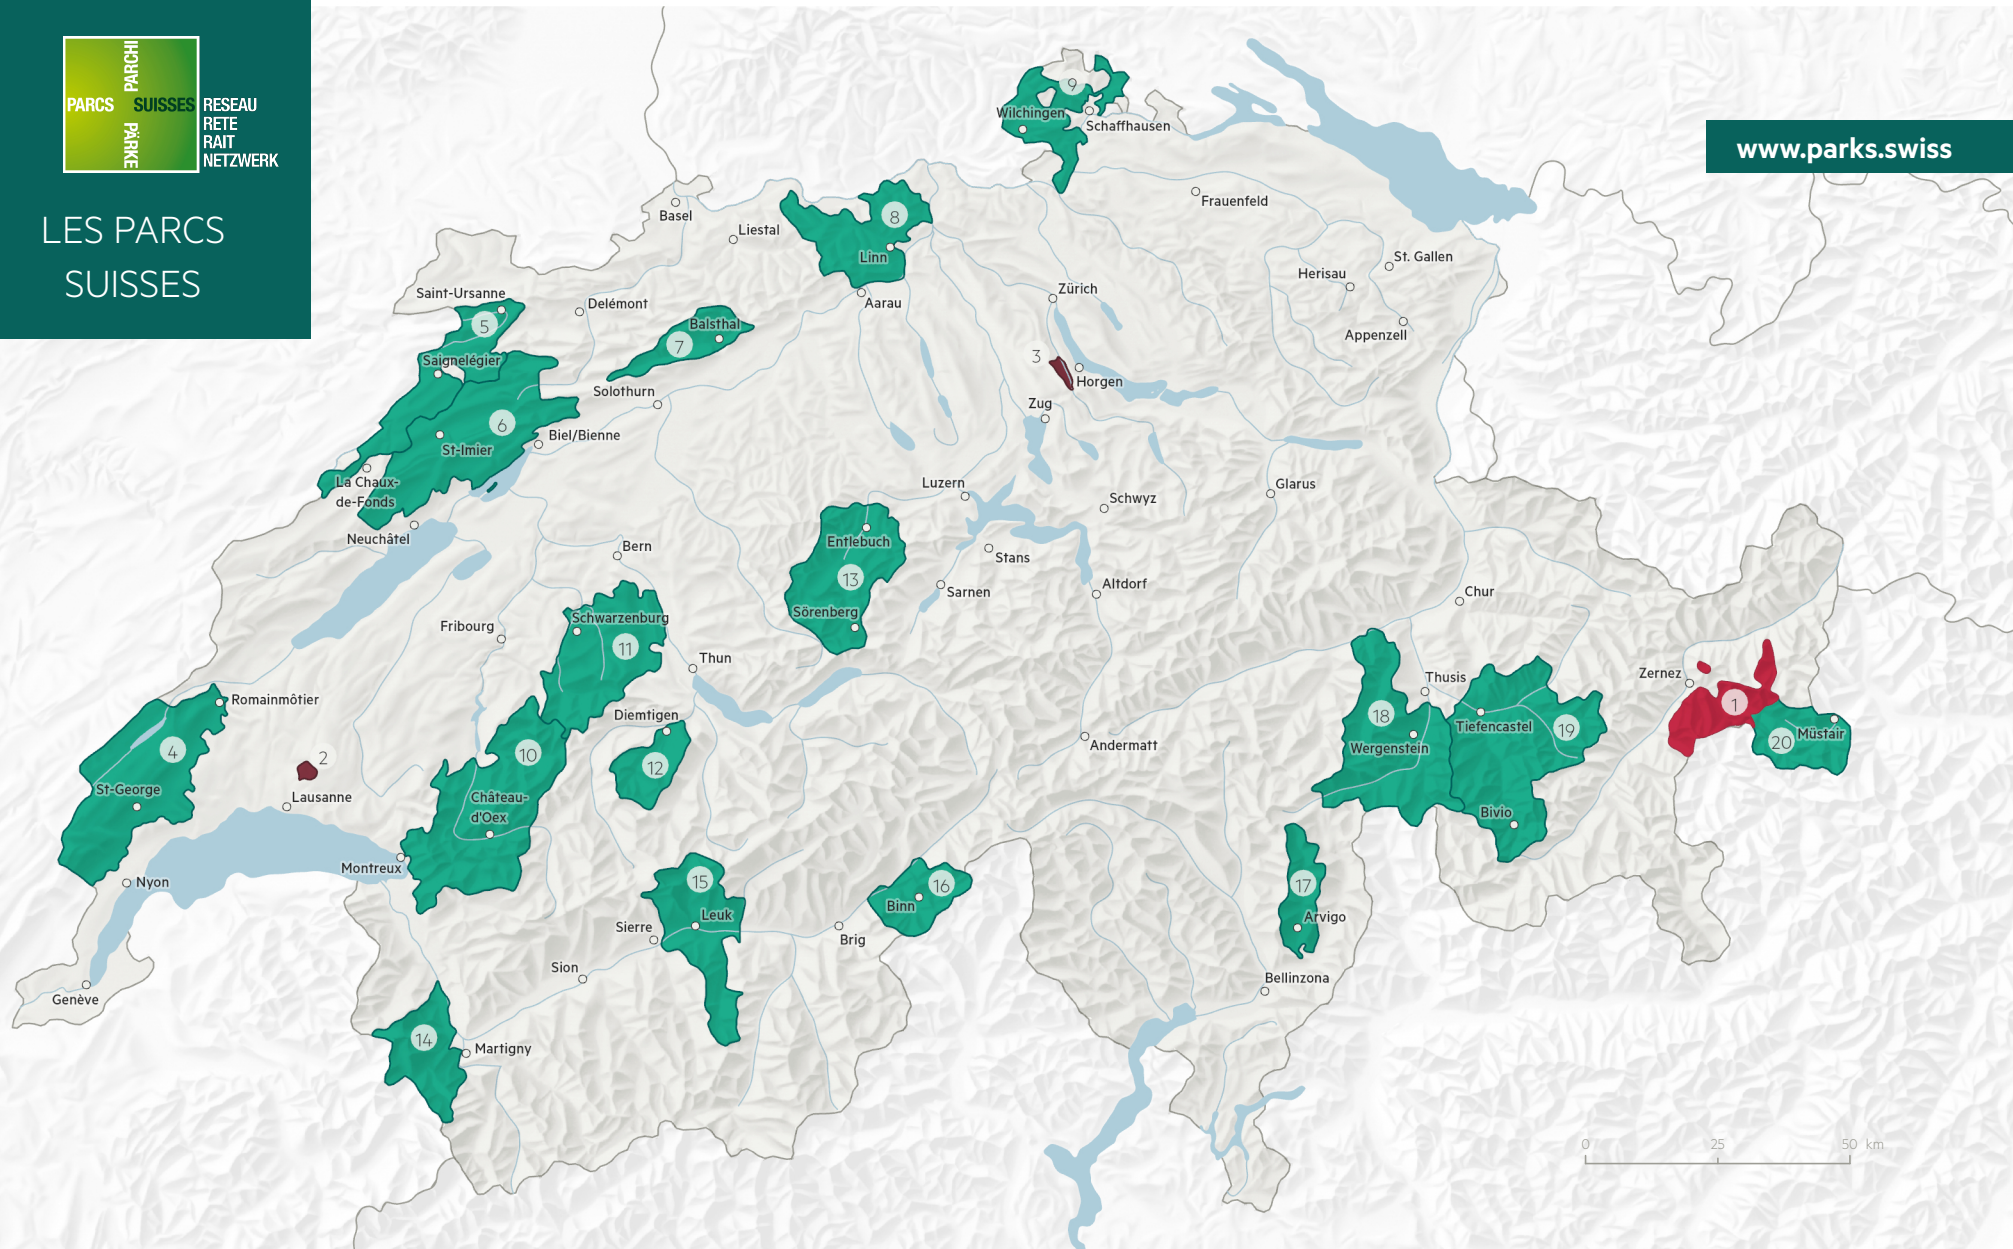 PARCHI
PARCS SUISSES
PÄRKE
RESEAU
RETE
RAIT
NETZWERK
LES PARCS
SUISSES
www.parks.swiss
9
Wilchingen
Schaffhausen
Frauenfeld
Basel
Liestal
8
Linn
Aarau
St. Gallen
Herisau
Appenzell
Zürich
3
Horgen
Zug
Saint-Ursanne
5
Delémont
Balsthal
7
Saignelégier
Solothurn
6
St-Imier
Biel/Bienne
La Chaux-
de-Fonds
Neuchâtel
Luzern
Schwyz
Glarus
Entlebuch
13
Sörenberg
Stans
Sarnen
Altdorf
Bern
Chur
Fribourg
Schwarzenburg
11
Thun
Zernez
1
Thusis
18
Wergenstein
Tiefencastel
19
Bivio
20
Müstair
Romainmôtier
4
St-George
2
Lausanne
Diemtigen
12
10
Château-
d'Oex
Andermatt
Montreux
Nyon
15
Leuk
Sierre
16
Binn
Brig
17
Arvigo
Sion
Bellinzona
Genève
14
Martigny
0 25 50 km